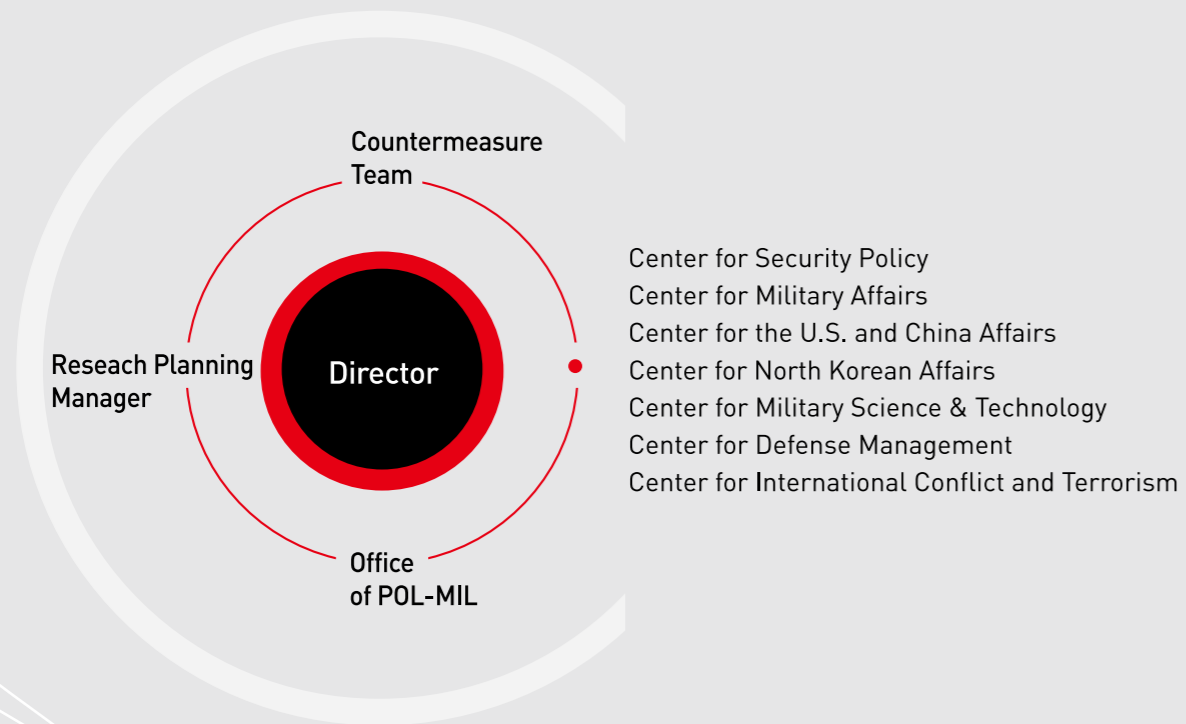 Countermeasure
Team
Reseach Planning
Manager
Director
Office
of POL-MIL
Center for Security Policy
Center for Military Affairs
Center for the U.S. and China Affairs
Center for North Korean Affairs
Center for Military Science & Technology
Center for Defense Management
Center for International Conflict and Terrorism